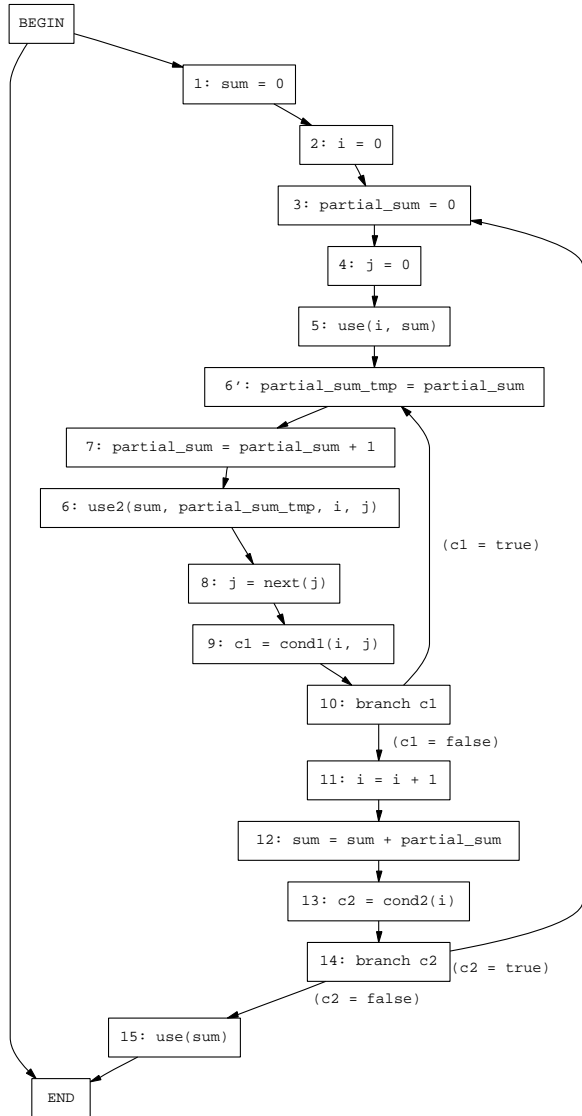 BEGIN
1: sum = 0
2: i = 0
3: partial_sum = 0
4: j = 0
5: use(i, sum)
6’: partial_sum_tmp = partial_sum
7: partial_sum = partial_sum + 1
6: use2(sum, partial_sum_tmp, i, j)
(c1 = true)
8: j = next(j)
9: c1 = cond1(i, j)
10: branch c1
(c1 = false)
11: i = i + 1
12: sum = sum + partial_sum
13: c2 = cond2(i)
14: branch c2
(c2 = true)
(c2 = false)
15: use(sum)
END